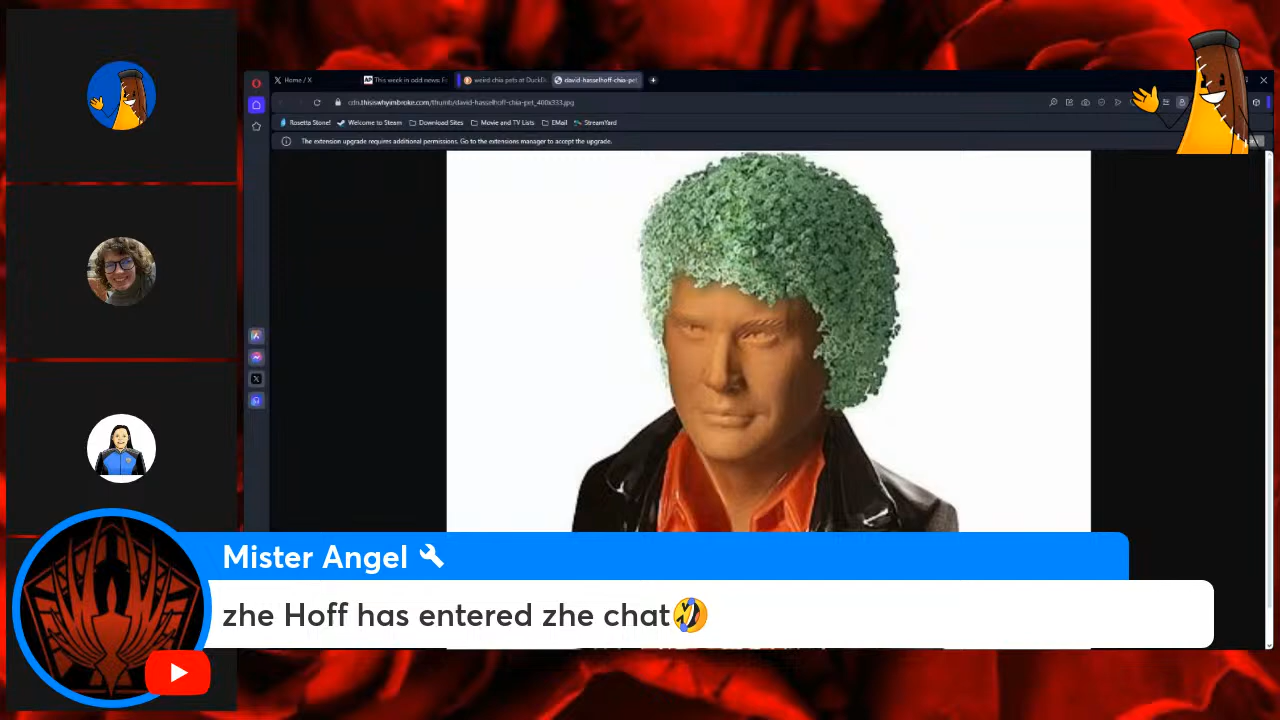 Home / X
This week in odd news: Fe
weird chia pets at DuckD
david-hasselhoff-chia-pet_
cdn.thisiswhyimbroke.com/thumb/david-hasselhoff-chia-pet_400x333.jpg
Rosetta Stone! Welcome to Steam Download Sites Movie and TV Lists EMail StreamYard
The extension upgrade requires additional permissions. Go to the extensions manager to accept the upgrade.
Mister Angel
zhe Hoff has entered zhe chat🤣